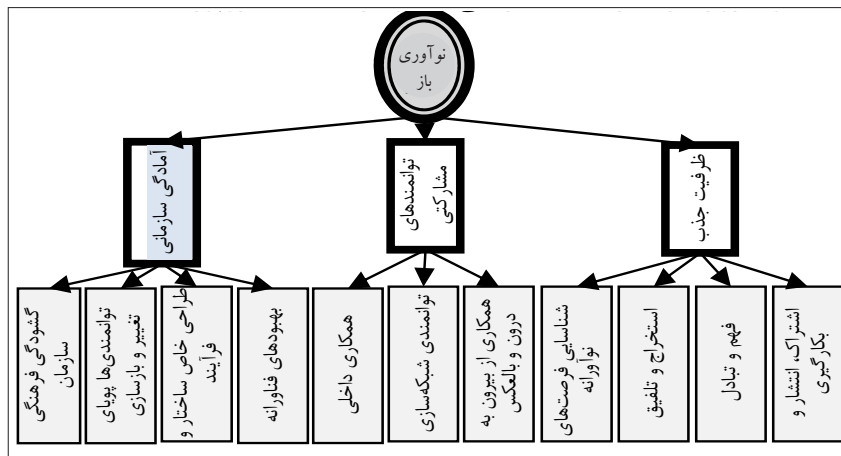 نوآوری
باز
ظرفیت جذب
توانمندهای
مشارکتی
آمادگی سازمانی
اشتراک، انتشار و
بکارگیری
فهم و تبادل
استخراج و تلفیق
شناسایی فرصت‌های
نوآورانه
همکاری از بیرون به
درون و بالعکس
توانمندی شبکه‌سازی
همکاری داخلی
بهبودهای فناورانه
طراحی خاص ساختار و
فرآیند
توانمندی‌ها پویای
تغییر و بازسازی
گشودگی فرهنگی
سازمان